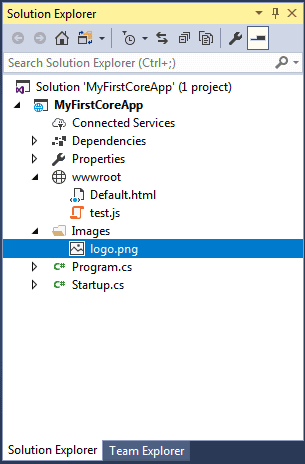 Solution Explorer
Search Solution Explorer (Ctrl+;)
Solution 'MyFirstCoreApp' (1 project)
MyFirstCoreApp
Connected Services
Dependencies
Properties
wwwroot
Default.html
test.js
Images
logo.png
C# Program.cs
C# Startup.cs
Solution Explorer Team Explorer